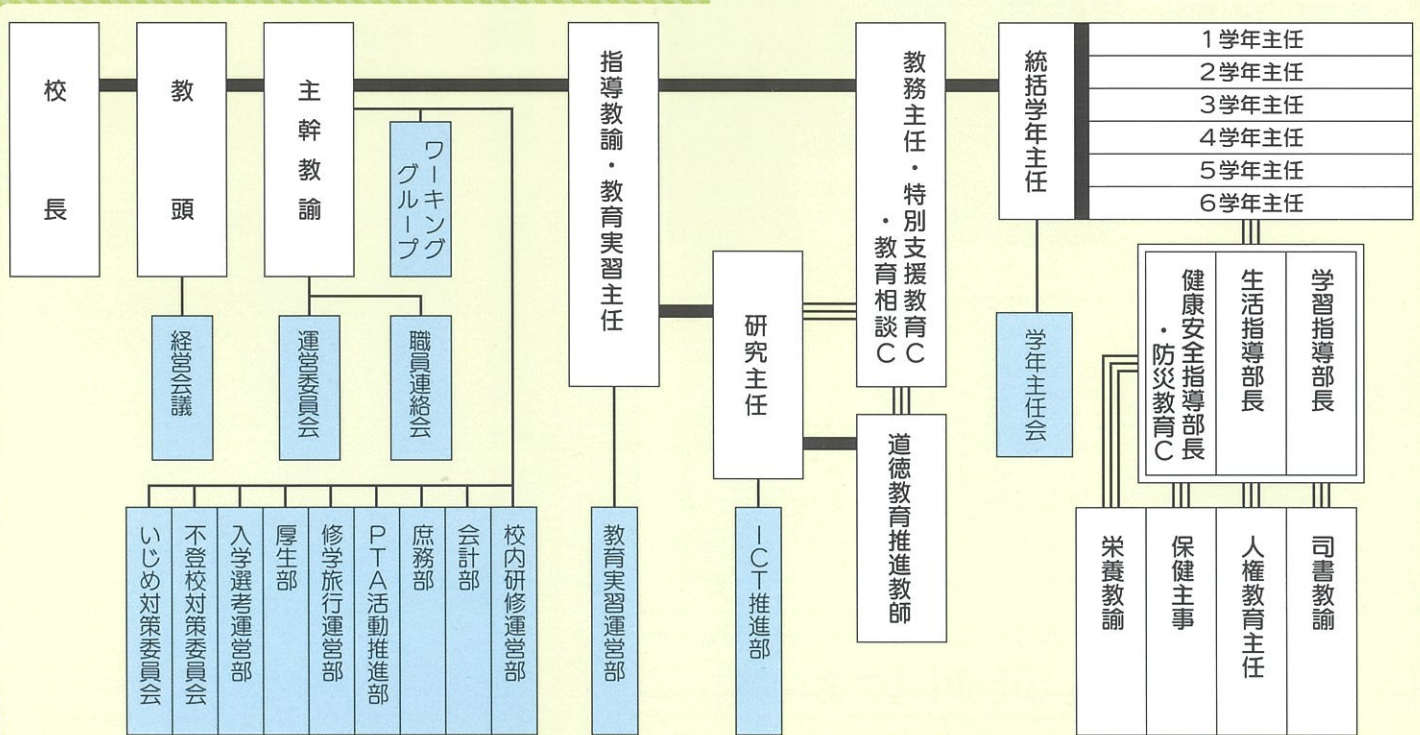 校長
教頭
主幹教諭
ワーキング
グループ
指導教諭・教育実習主任
教務主任・特別支援教育C
・教育相談C
統括学年主任
1学年主任
2学年主任
3学年主任
4学年主任
5学年主任
6学年主任
経営会議
運営委員会
職員連絡会
研究主任
道徳教育推進教師
学年主任会
健康安全指導部長
・防災教育C
生活指導部長
学習指導部長
いじめ対策委員会
不登校対策委員会
入学選考運営部
厚生部
修学旅行運営部
PTA活動推進部
庶務部
会計部
校内研修運営部
教育実習運営部
ICT推進部
栄養教諭
保健主事
人権教育主任
司書教諭